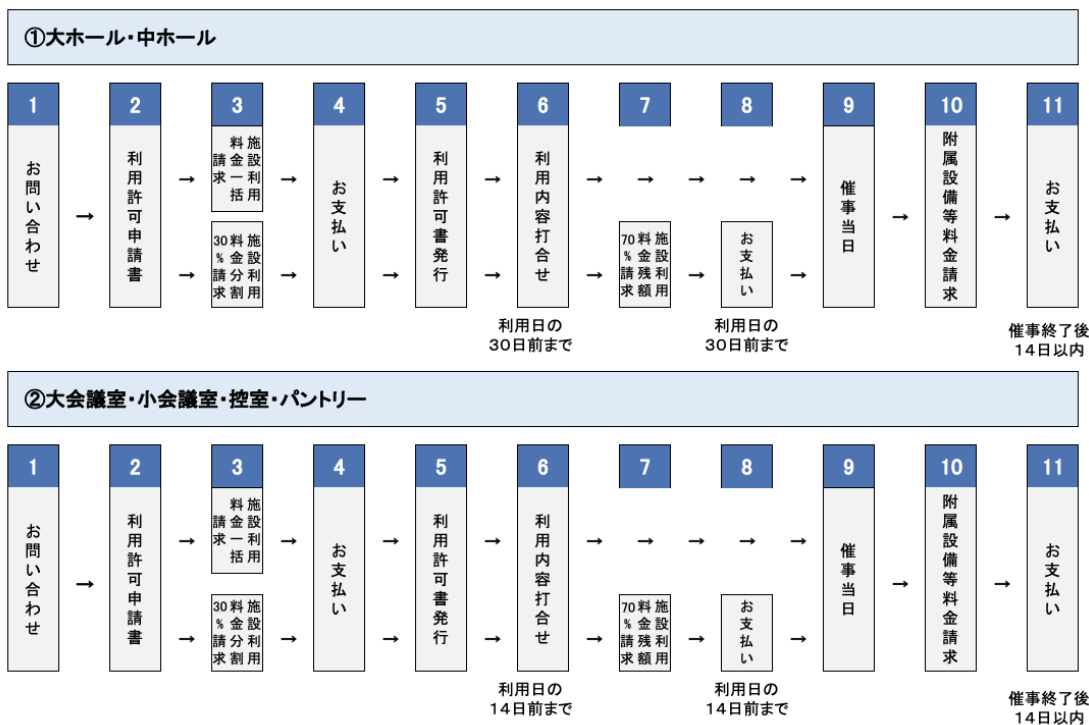 ①大ホール・中ホール
1
お問い合わせ
→
2
利用許可申請書
→
→
3
施設利用
料金一括
請求
施設利用
料金分割
30%請求
→
→
4
お支払い
→
→
5
利用許可書発行
→
→
6
利用内容打合せ
利用日の
30日前まで
→
→
7
→
施設利用
料金残額
70%請求
→
→
8
→
お支払い
利用日の
30日前まで
→
→
9
催事当日
→
10
附属設備等料金請求
→
11
お支払い
催事終了後
14日以内
②大会議室・小会議室・控室・パントリー
1
お問い合わせ
→
2
利用許可申請書
→
→
3
施設利用
料金一括
請求
施設利用
料金分割
30%請求
→
→
4
お支払い
→
→
5
利用許可書発行
→
→
6
利用内容打合せ
利用日の
14日前まで
→
→
7
→
施設利用
料金残額
70%請求
→
→
8
→
お支払い
利用日の
14日前まで
→
→
9
催事当日
→
10
附属設備等料金請求
→
11
お支払い
催事終了後
14日以内